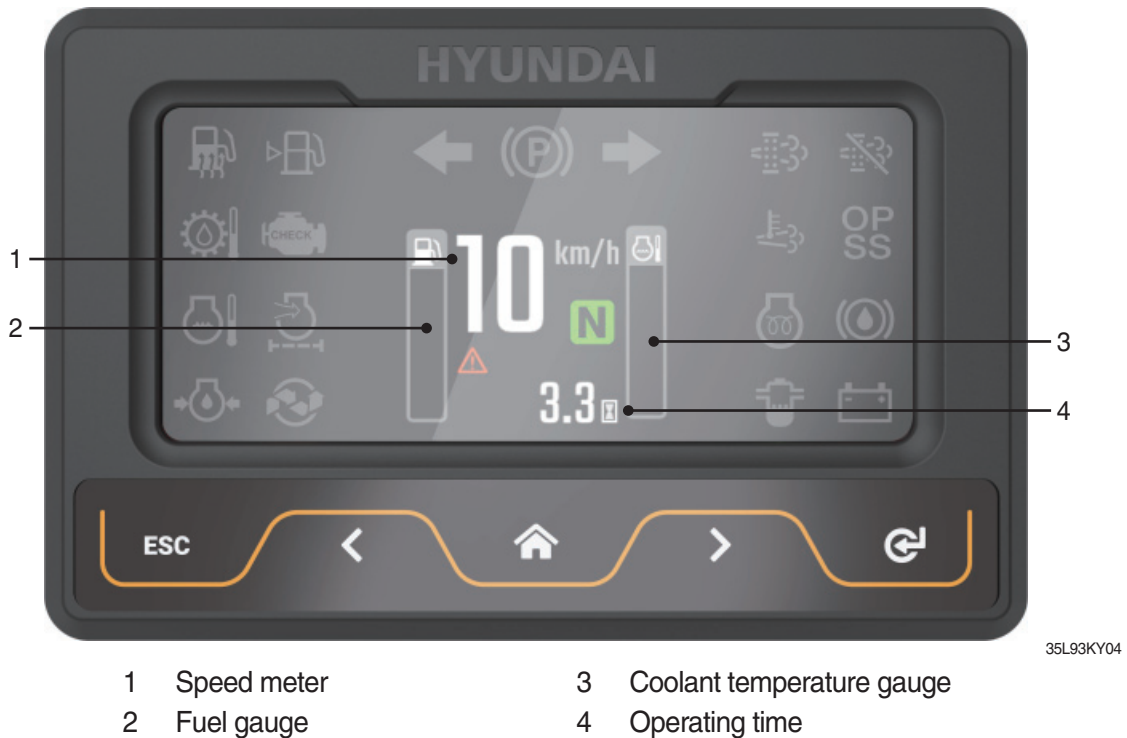 HYUNDAI
(P)
CHECK
OP
SS
1
10 km/h
2
N
3
3.3
4
ESC
35L93KY04
1 Speed meter
2 Fuel gauge
3 Coolant temperature gauge
4 Operating time